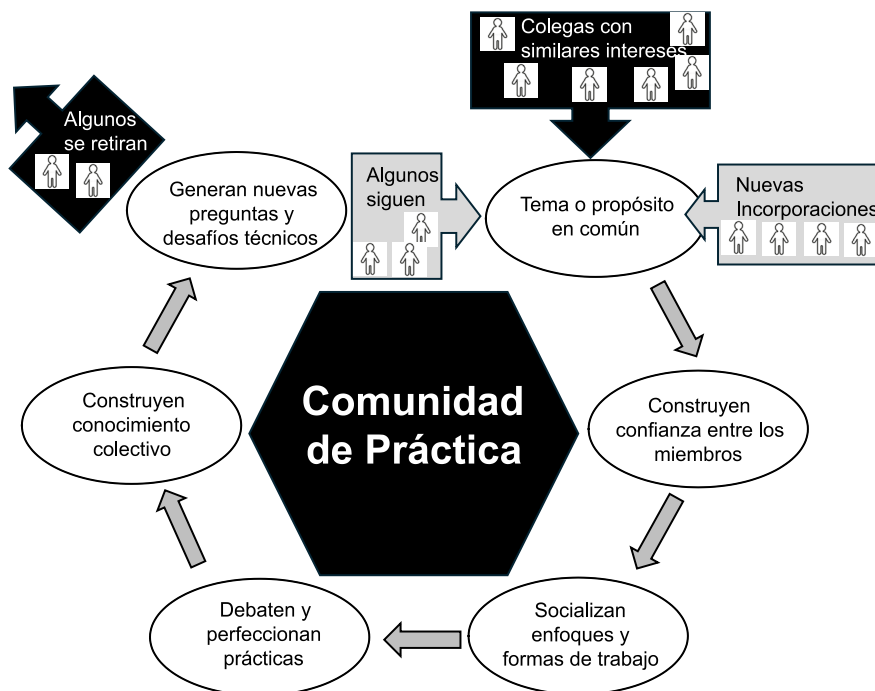 Colegas con
similares intereses
Algunos
se retiran
Generan nuevas
preguntas y
desafíos técnicos
Algunos
siguen
Tema o propósito
en común
Nuevas
Incorporaciones
Comunidad
de Práctica
Construyen
confianza entre los
miembros
Socializan
enfoques y
formas de trabajo
Debaten y
perfeccionan
prácticas
Construyen
conocimiento
colectivo